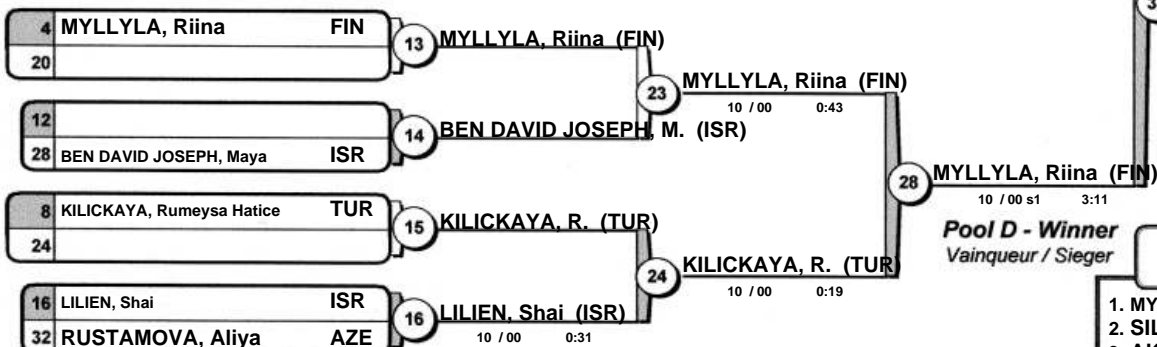 3
4 MYLLYLA, Riina FIN
20
13 MYLLYLA, Riina (FIN)
23 MYLLYLA, Riina (FIN)
10 / 00 0:43
12
28 BEN DAVID JOSEPH, Maya ISR
14 BEN DAVID JOSEPH, M. (ISR)
28 MYLLYLA, Riina (FIN)
10 / 00 s1 3:11
8 KILICKAYA, Rumeysa Hatice TUR
24
15 KILICKAYA, R. (TUR)
Pool D - Winner
Vainqueur / Sieger
24 KILICKAYA, R. (TUR
10 / 00 0:19
16 LILIEN, Shai ISR
32 RUSTAMOVA, Aliya AZE
16 LILIEN, Shai (ISR)
10 / 00 0:31
1. MY
2. SIL